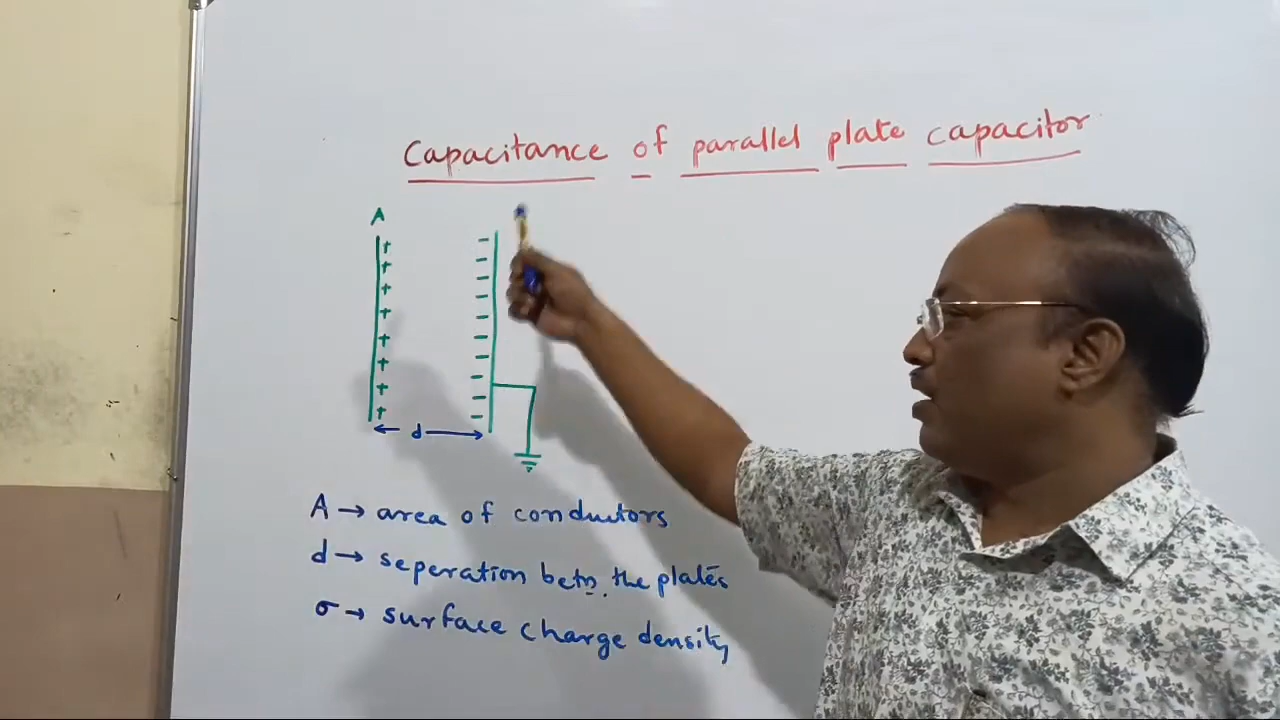 Capacitance of parallel plate capacitor
A
+ -
+ -
+ -
+ -
+ -
+ -
+ -
+ -
-
-
d
A → area of conductors
d → seperation betn. the plates
σ → surface charge density